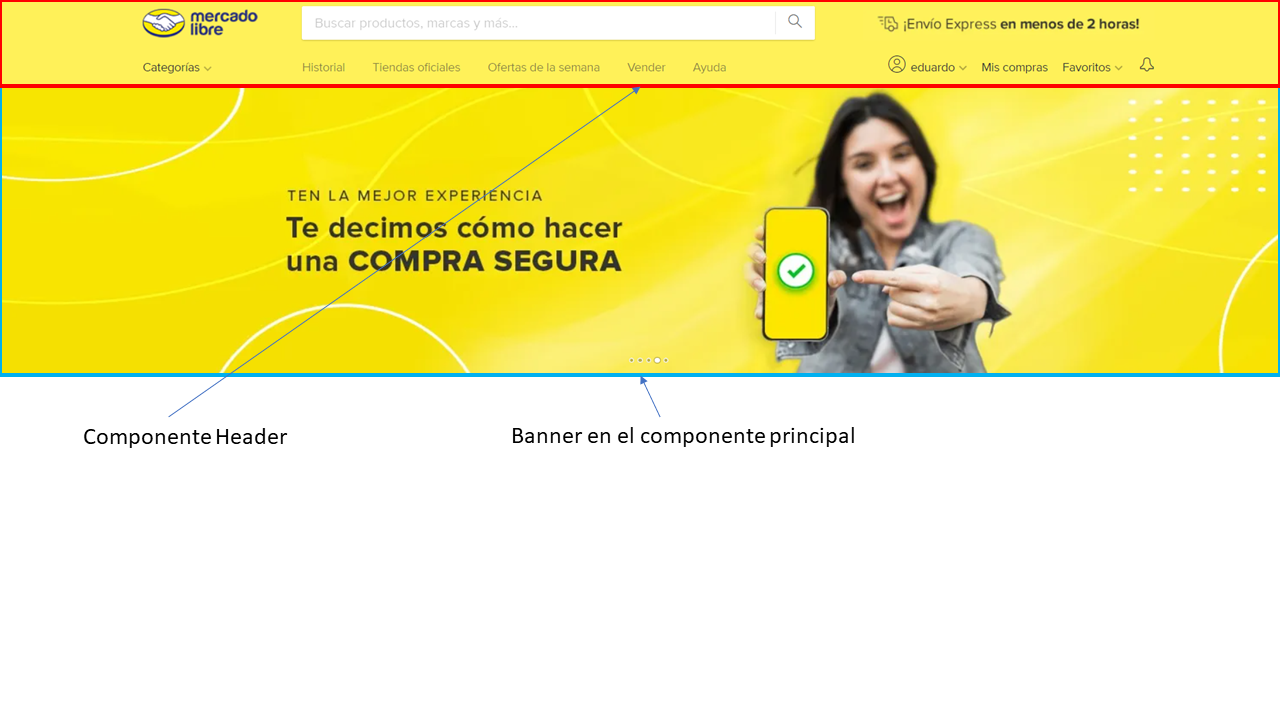 mercado
libre
Buscar productos, marcas y más...
¡Envío Express en menos de 2 horas!
Categorías
Historial
Tiendas oficiales
Ofertas de la semana
Vender
Ayuda
eduardo
Mis compras
Favoritos
TEN LA MEJOR EXPERIENCIA
Te decimos cómo hacer
una COMPRA SEGURA
Componente Header
Banner en el componente principal